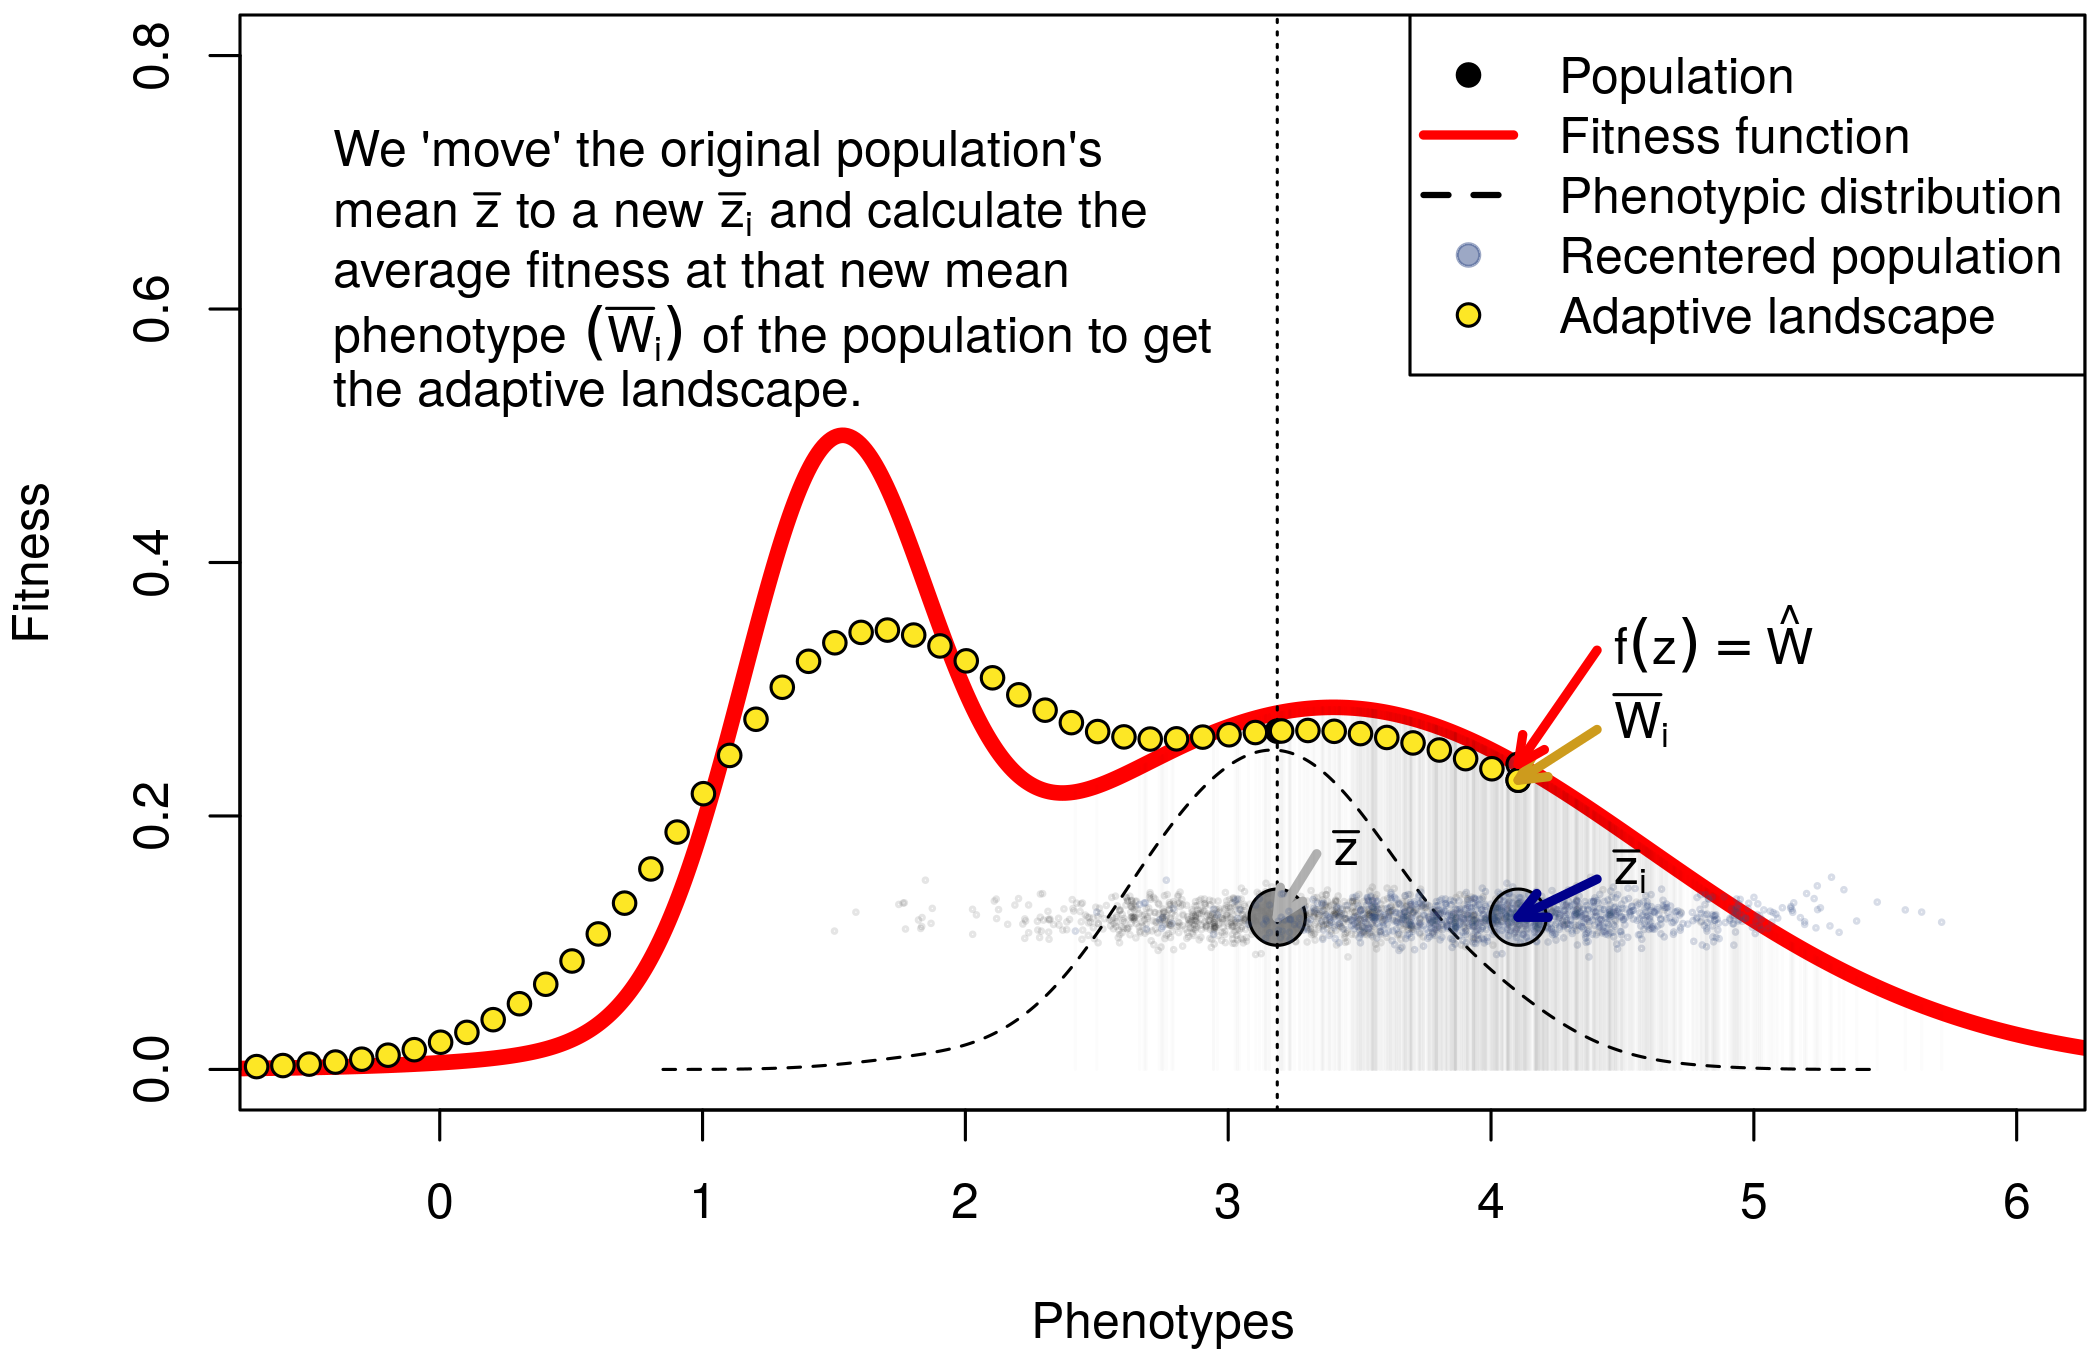 We 'move' the original population's
mean z̅ to a new z̅ᵢ and calculate the
average fitness at that new mean
phenotype (W̅ᵢ) of the population to get
the adaptive landscape.
Population
Fitness function
Phenotypic distribution
Recentered population
Adaptive landscape
f(z) = Ŵ
W̅ᵢ
z̅
z̅ᵢ
Fitness
0.8
0.6
0.4
0.2
0.0
0 1 2 3 4 5 6
Phenotypes